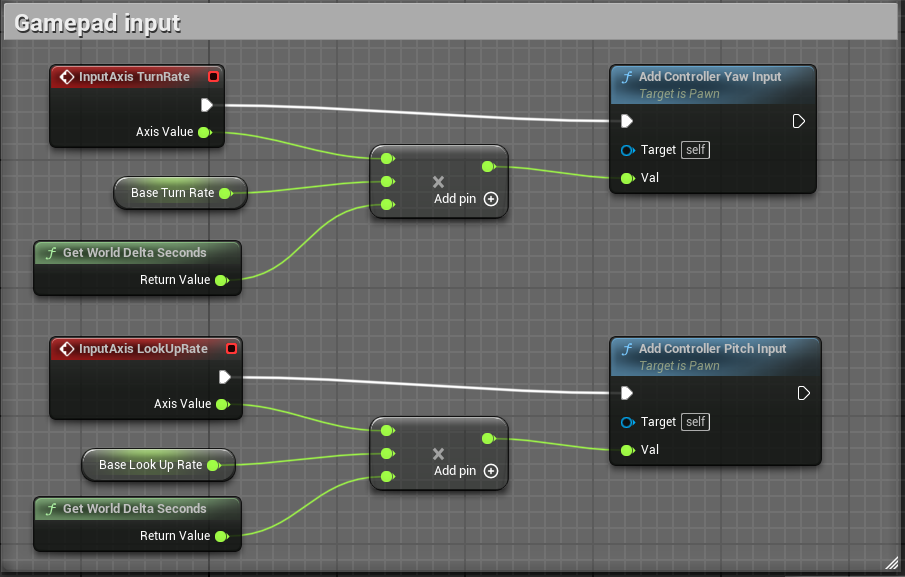 Gamepad input
InputAxis TurnRate
Axis Value
Base Turn Rate
f Get World Delta Seconds
Return Value
×
Add pin
f Add Controller Yaw Input
Target is Pawn
Target self
Val
InputAxis LookUpRate
Axis Value
Base Look Up Rate
f Get World Delta Seconds
Return Value
×
Add pin
f Add Controller Pitch Input
Target is Pawn
Target self
Val